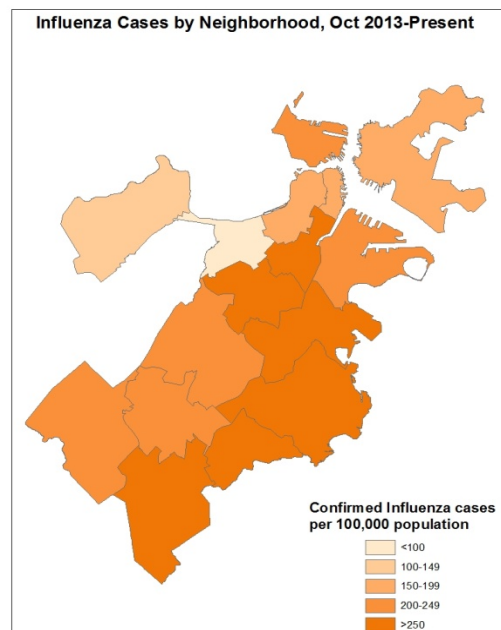 Influenza Cases by Neighborhood, Oct 2013-Present
Confirmed Influenza cases
per 100,000 population
<100
100-149
150-199
200-249
>250